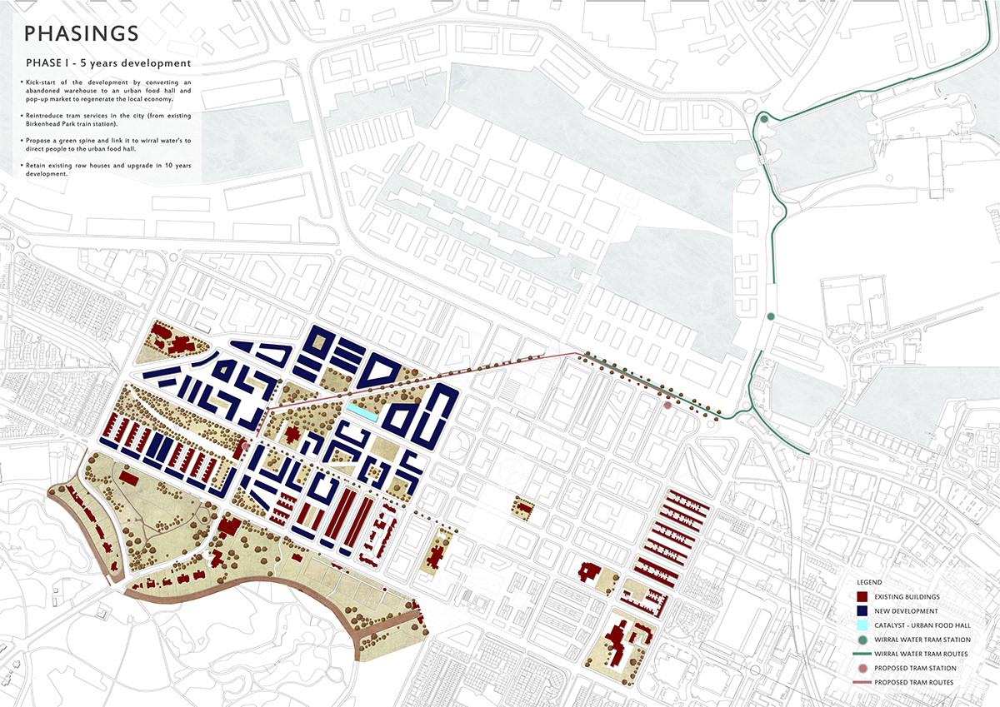 PHASINGS
PHASE I - 5 years development
* Kick-start of the development by converting an
abandoned warehouse to an urban food hall and
pop-up market to regenerate the local economy.
* Reintroduce tram services in the city (from existing
Birkenhead Park train station).
* Propose a green spine and link it to wirral water's to
direct people to the urban food hall.
* Retain existing row houses and upgrade in 10 years
development.
LEGEND
EXISTING BUILDINGS
NEW DEVELOPMENT
CATALYST - URBAN FOOD HALL
WIRRAL WATER TRAM STATION
WIRRAL WATER TRAM ROUTES
PROPOSED TRAM STATION
PROPOSED TRAM ROUTES